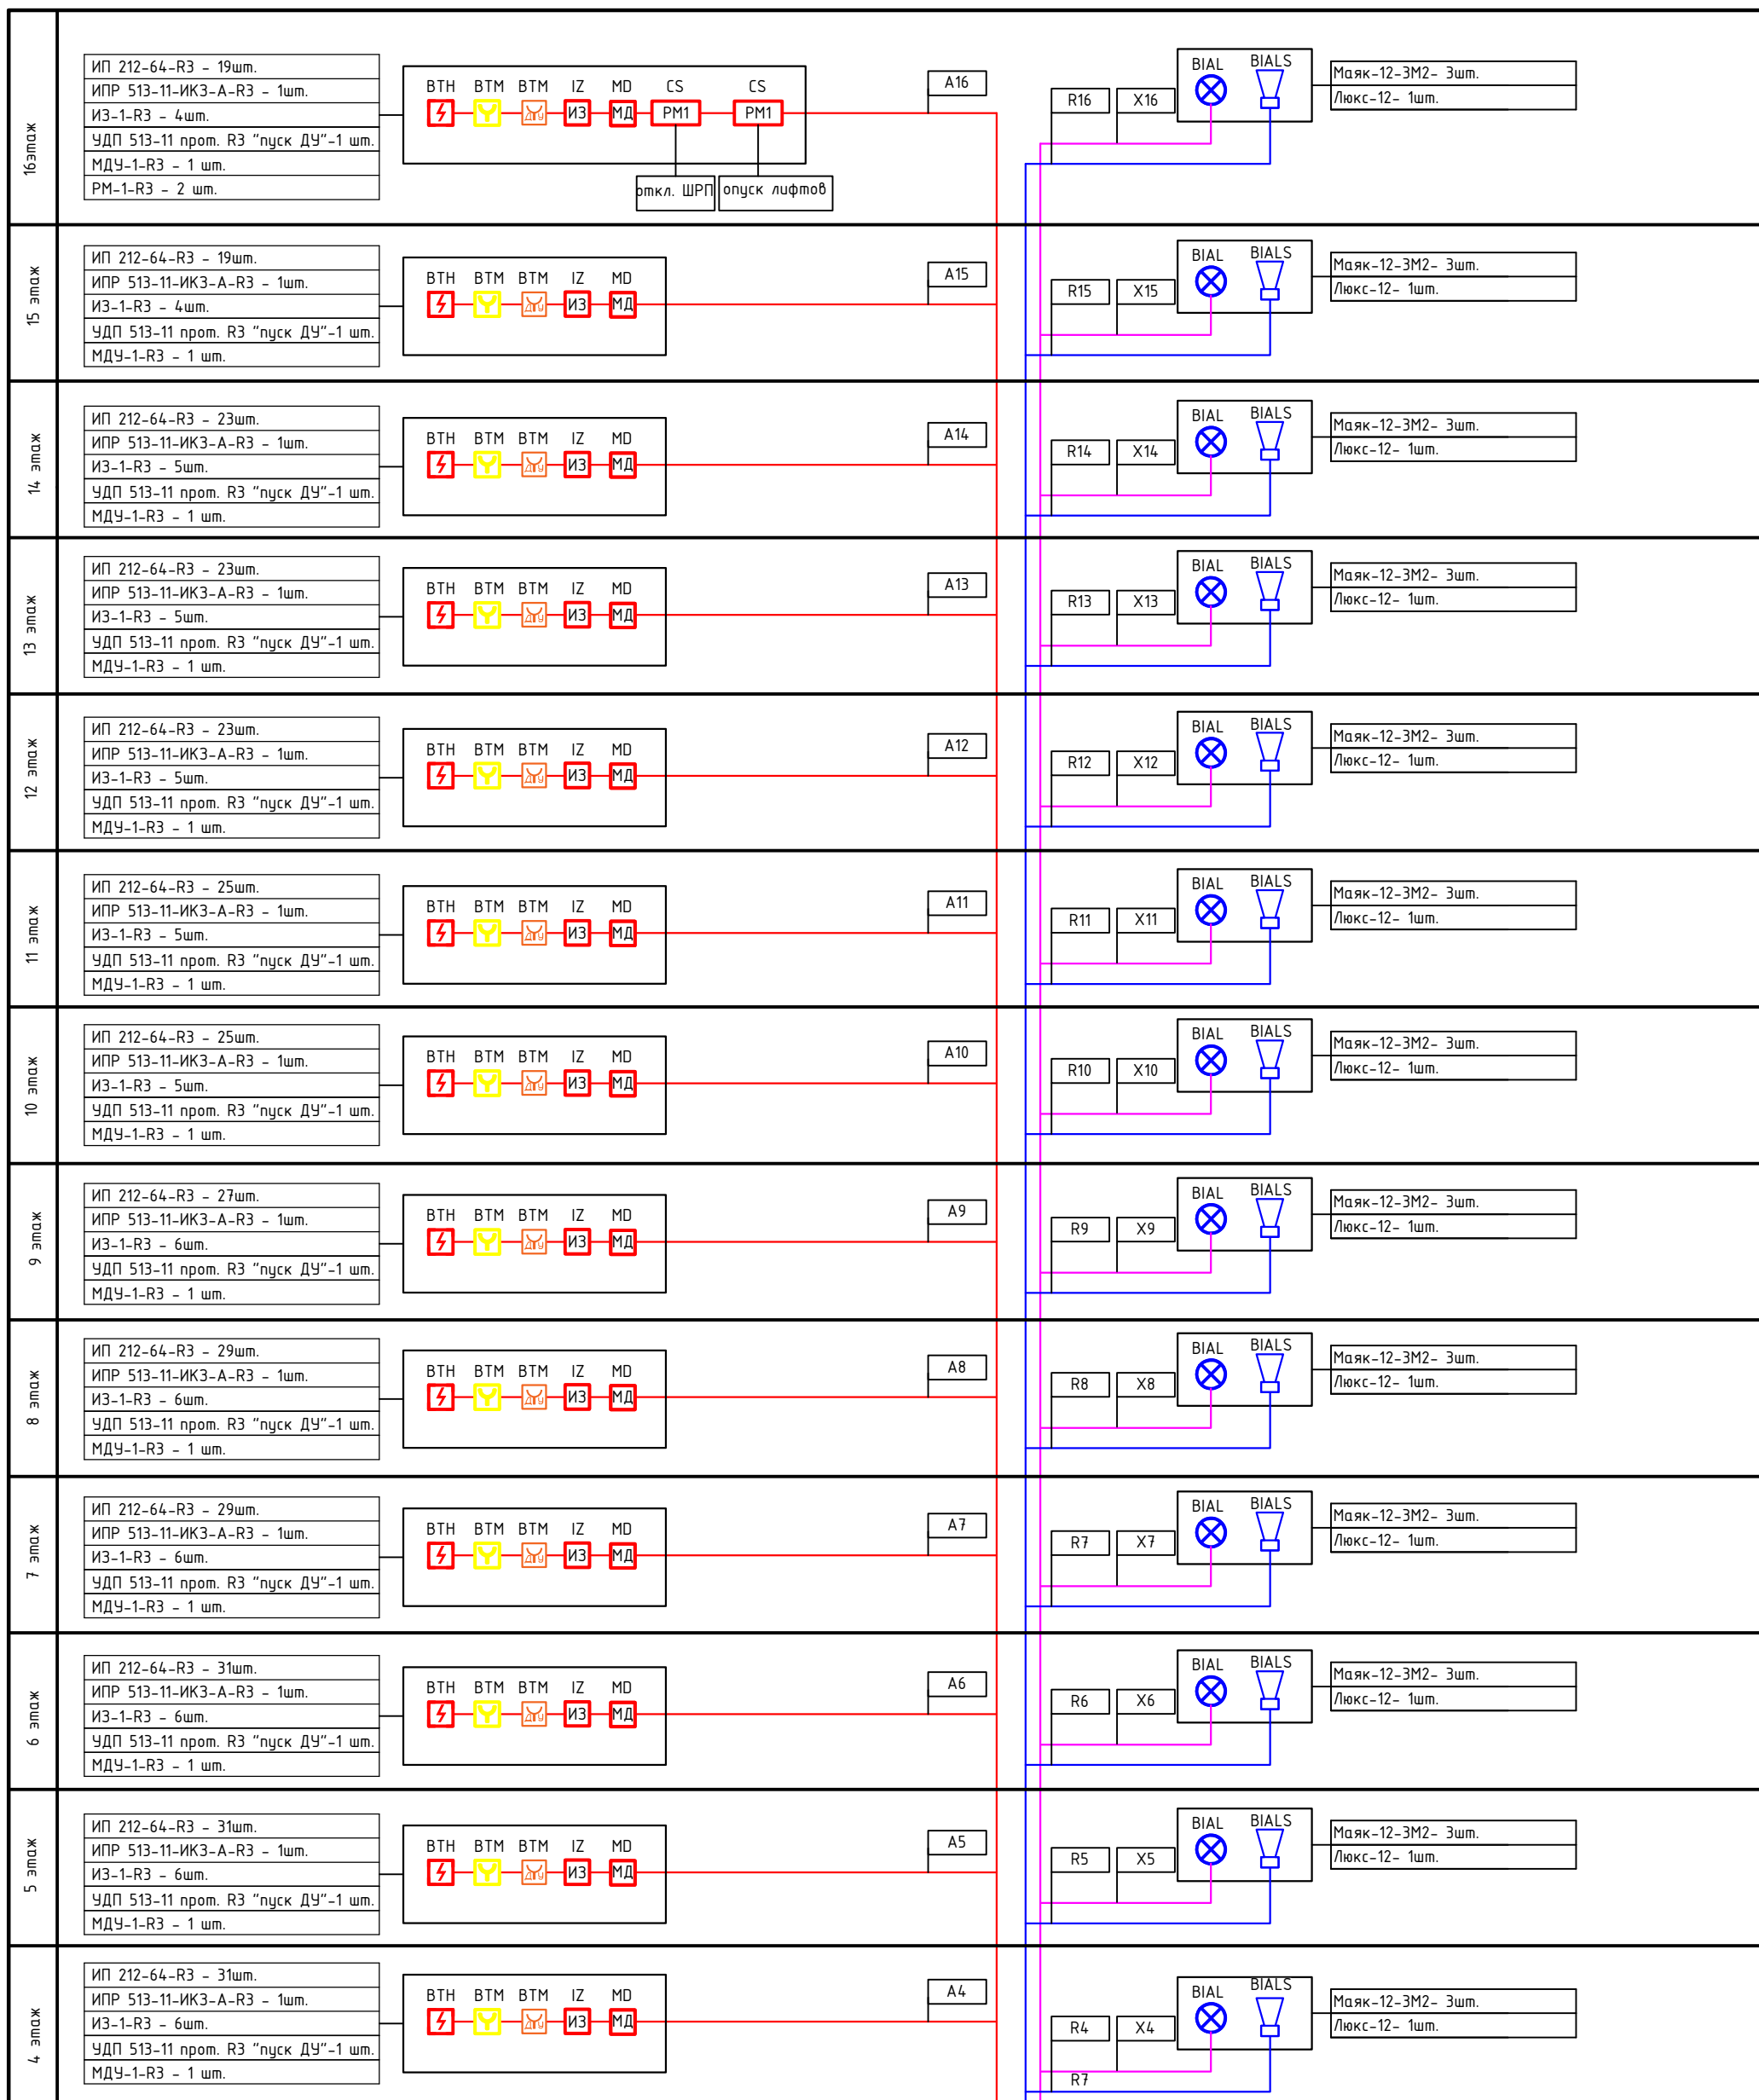 16этаж
ИП 212-64-R3 - 19шт.
ИПР 513-11-ИКЗ-А-R3 - 1шт.
ИЗ-1-R3 - 4шт.
УДП 513-11 прот. R3 "пуск ДУ"-1 шт.
МДУ-1-R3 - 1 шт.
РМ-1-R3 - 2 шт.
BTH BTM BTM IZ MD CS CS
ДУ ИЗ МД РМ1 РМ1
откл. ШРП опуск лифтов
A16
R16 X16
BIAL BIALS
Маяк-12-3М2- 3шт.
Люкс-12- 1шт.
15 этаж
ИП 212-64-R3 - 19шт.
ИПР 513-11-ИКЗ-А-R3 - 1шт.
ИЗ-1-R3 - 4шт.
УДП 513-11 прот. R3 "пуск ДУ"-1 шт.
МДУ-1-R3 - 1 шт.
BTH BTM BTM IZ MD
ДУ ИЗ МД
A15
R15 X15
BIAL BIALS
Маяк-12-3М2- 3шт.
Люкс-12- 1шт.
14 этаж
ИП 212-64-R3 - 23шт.
ИПР 513-11-ИКЗ-А-R3 - 1шт.
ИЗ-1-R3 - 5шт.
УДП 513-11 прот. R3 "пуск ДУ"-1 шт.
МДУ-1-R3 - 1 шт.
BTH BTM BTM IZ MD
ДУ ИЗ МД
A14
R14 X14
BIAL BIALS
Маяк-12-3М2- 3шт.
Люкс-12- 1шт.
13 этаж
ИП 212-64-R3 - 23шт.
ИПР 513-11-ИКЗ-А-R3 - 1шт.
ИЗ-1-R3 - 5шт.
УДП 513-11 прот. R3 "пуск ДУ"-1 шт.
МДУ-1-R3 - 1 шт.
BTH BTM BTM IZ MD
ДУ ИЗ МД
A13
R13 X13
BIAL BIALS
Маяк-12-3М2- 3шт.
Люкс-12- 1шт.
12 этаж
ИП 212-64-R3 - 23шт.
ИПР 513-11-ИКЗ-А-R3 - 1шт.
ИЗ-1-R3 - 5шт.
УДП 513-11 прот. R3 "пуск ДУ"-1 шт.
МДУ-1-R3 - 1 шт.
BTH BTM BTM IZ MD
ДУ ИЗ МД
A12
R12 X12
BIAL BIALS
Маяк-12-3М2- 3шт.
Люкс-12- 1шт.
11 этаж
ИП 212-64-R3 - 25шт.
ИПР 513-11-ИКЗ-А-R3 - 1шт.
ИЗ-1-R3 - 5шт.
УДП 513-11 прот. R3 "пуск ДУ"-1 шт.
МДУ-1-R3 - 1 шт.
BTH BTM BTM IZ MD
ДУ ИЗ МД
A11
R11 X11
BIAL BIALS
Маяк-12-3М2- 3шт.
Люкс-12- 1шт.
10 этаж
ИП 212-64-R3 - 25шт.
ИПР 513-11-ИКЗ-А-R3 - 1шт.
ИЗ-1-R3 - 5шт.
УДП 513-11 прот. R3 "пуск ДУ"-1 шт.
МДУ-1-R3 - 1 шт.
BTH BTM BTM IZ MD
ДУ ИЗ МД
A10
R10 X10
BIAL BIALS
Маяк-12-3М2- 3шт.
Люкс-12- 1шт.
9 этаж
ИП 212-64-R3 - 27шт.
ИПР 513-11-ИКЗ-А-R3 - 1шт.
ИЗ-1-R3 - 6шт.
УДП 513-11 прот. R3 "пуск ДУ"-1 шт.
МДУ-1-R3 - 1 шт.
BTH BTM BTM IZ MD
ДУ ИЗ МД
A9
R9 X9
BIAL BIALS
Маяк-12-3М2- 3шт.
Люкс-12- 1шт.
8 этаж
ИП 212-64-R3 - 29шт.
ИПР 513-11-ИКЗ-А-R3 - 1шт.
ИЗ-1-R3 - 6шт.
УДП 513-11 прот. R3 "пуск ДУ"-1 шт.
МДУ-1-R3 - 1 шт.
BTH BTM BTM IZ MD
ДУ ИЗ МД
A8
R8 X8
BIAL BIALS
Маяк-12-3М2- 3шт.
Люкс-12- 1шт.
7 этаж
ИП 212-64-R3 - 29шт.
ИПР 513-11-ИКЗ-А-R3 - 1шт.
ИЗ-1-R3 - 6шт.
УДП 513-11 прот. R3 "пуск ДУ"-1 шт.
МДУ-1-R3 - 1 шт.
BTH BTM BTM IZ MD
ДУ ИЗ МД
A7
R7 X7
BIAL BIALS
Маяк-12-3М2- 3шт.
Люкс-12- 1шт.
6 этаж
ИП 212-64-R3 - 31шт.
ИПР 513-11-ИКЗ-А-R3 - 1шт.
ИЗ-1-R3 - 6шт.
УДП 513-11 прот. R3 "пуск ДУ"-1 шт.
МДУ-1-R3 - 1 шт.
BTH BTM BTM IZ MD
ДУ ИЗ МД
A6
R6 X6
BIAL BIALS
Маяк-12-3М2- 3шт.
Люкс-12- 1шт.
5 этаж
ИП 212-64-R3 - 31шт.
ИПР 513-11-ИКЗ-А-R3 - 1шт.
ИЗ-1-R3 - 6шт.
УДП 513-11 прот. R3 "пуск ДУ"-1 шт.
МДУ-1-R3 - 1 шт.
BTH BTM BTM IZ MD
ДУ ИЗ МД
A5
R5 X5
BIAL BIALS
Маяк-12-3М2- 3шт.
Люкс-12- 1шт.
4 этаж
ИП 212-64-R3 - 31шт.
ИПР 513-11-ИКЗ-А-R3 - 1шт.
ИЗ-1-R3 - 6шт.
УДП 513-11 прот. R3 "пуск ДУ"-1 шт.
МДУ-1-R3 - 1 шт.
BTH BTM BTM IZ MD
ДУ ИЗ МД
A4
R4 X4
BIAL BIALS
Маяк-12-3М2- 3шт.
Люкс-12- 1шт.
R7